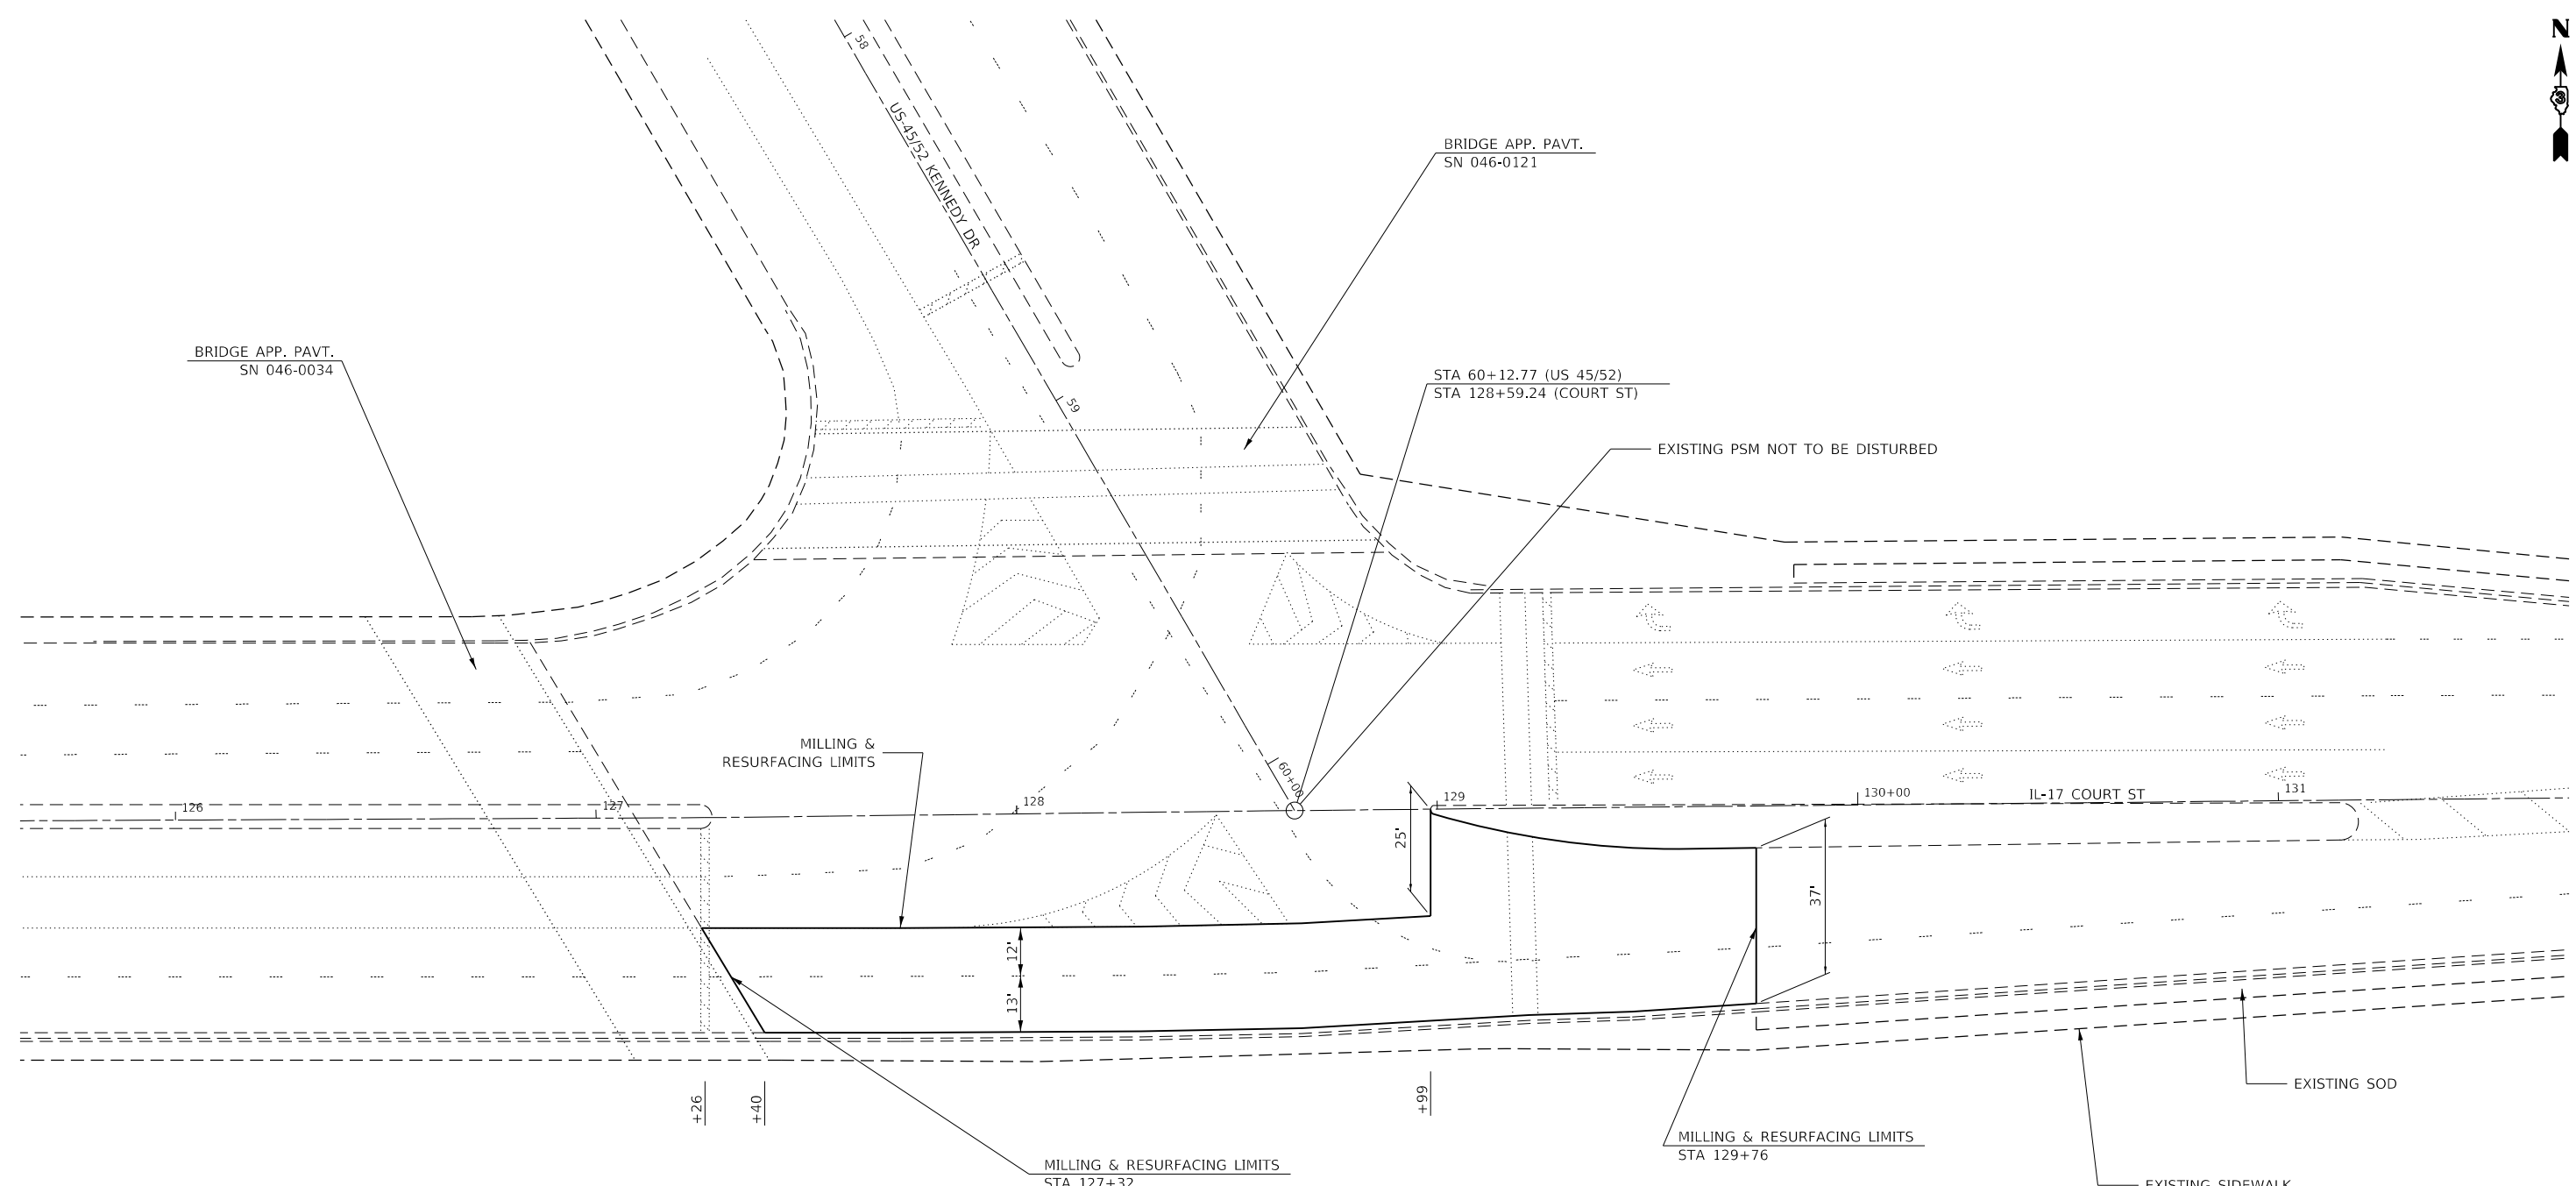 N
3
58
US-45/52 KENNEDY DR
BRIDGE APP. PAVT.
SN 046-0121
BRIDGE APP. PAVT.
SN 046-0034
59
STA 60+12.77 (US 45/52)
STA 128+59.24 (COURT ST)
EXISTING PSM NOT TO BE DISTURBED
MILLING &
RESURFACING LIMITS
60+00
126
127
128
129
130+00
IL-17 COURT ST
131
25'
37'
12'
13'
+26
+40
+99
EXISTING SOD
MILLING & RESURFACING LIMITS
STA 129+76
MILLING & RESURFACING LIMITS
STA 127+32
EXISTING SIDEWALK